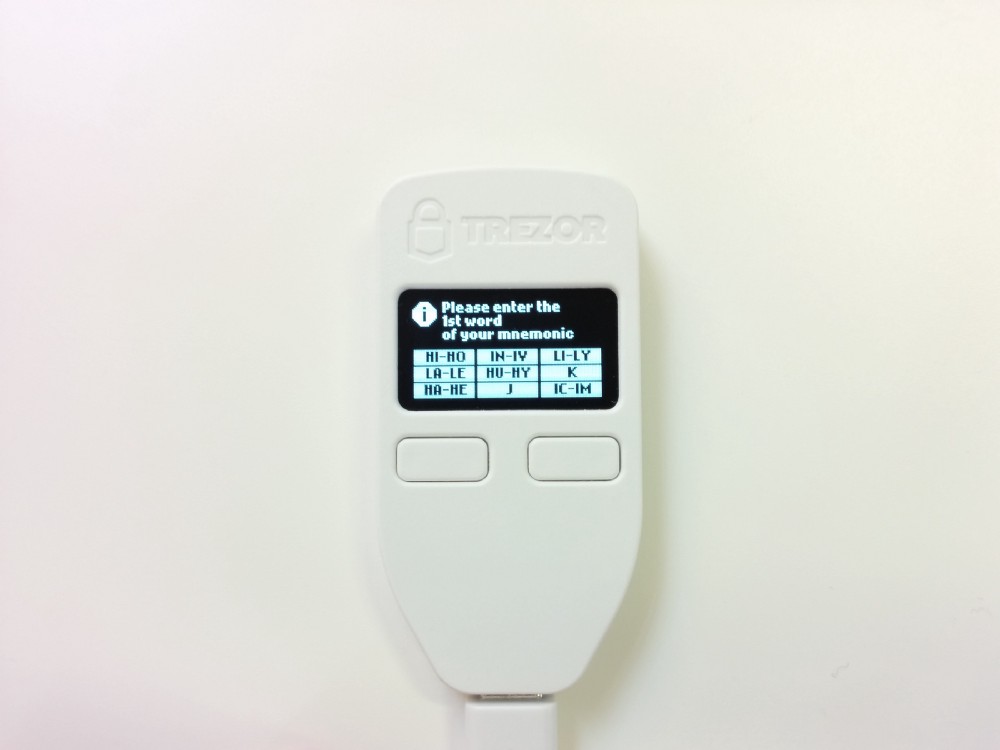 TREZOR
Please enter the
1st word
of your mnemonic
HI-HO IN-IV LI-LY
LA-LE HU-HY K
HA-HE J IC-IM